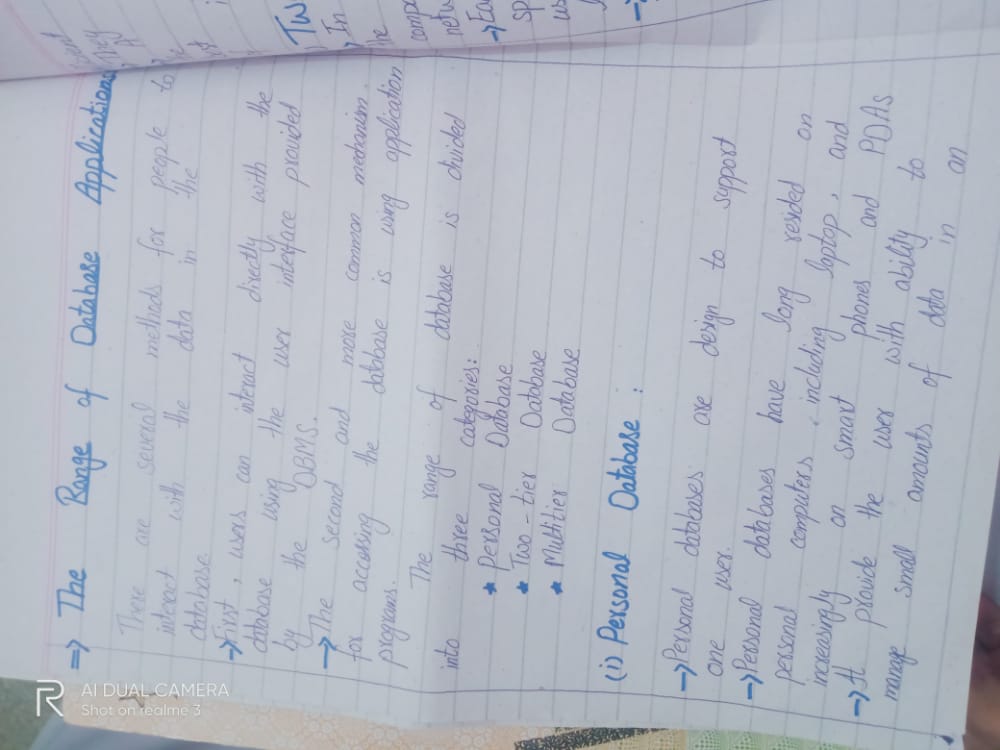 => The Range of Database Applications
There are several methods for people to
interact with the data in the
database.
→First, users can interact directly with the
database by using the user interface provided
by the DBMS.
→The second and more common mechanism
for accessing the database is using application
programs.
The range of database is divided
into three categories:
* Personal Database
* Two-tier Database
* Multitier Database
(i) Personal Database :
→Personal databases are design to support
one user.
→Personal databases have long resided on
personal computers, including laptop, and
increasingly on smart phones and PDAs
→It provide the user with ability to
manage small amounts of data in an
Tw
→ In
the
comp
netw
→Ea
sp
us
AI DUAL CAMERA
Shot on realme 3